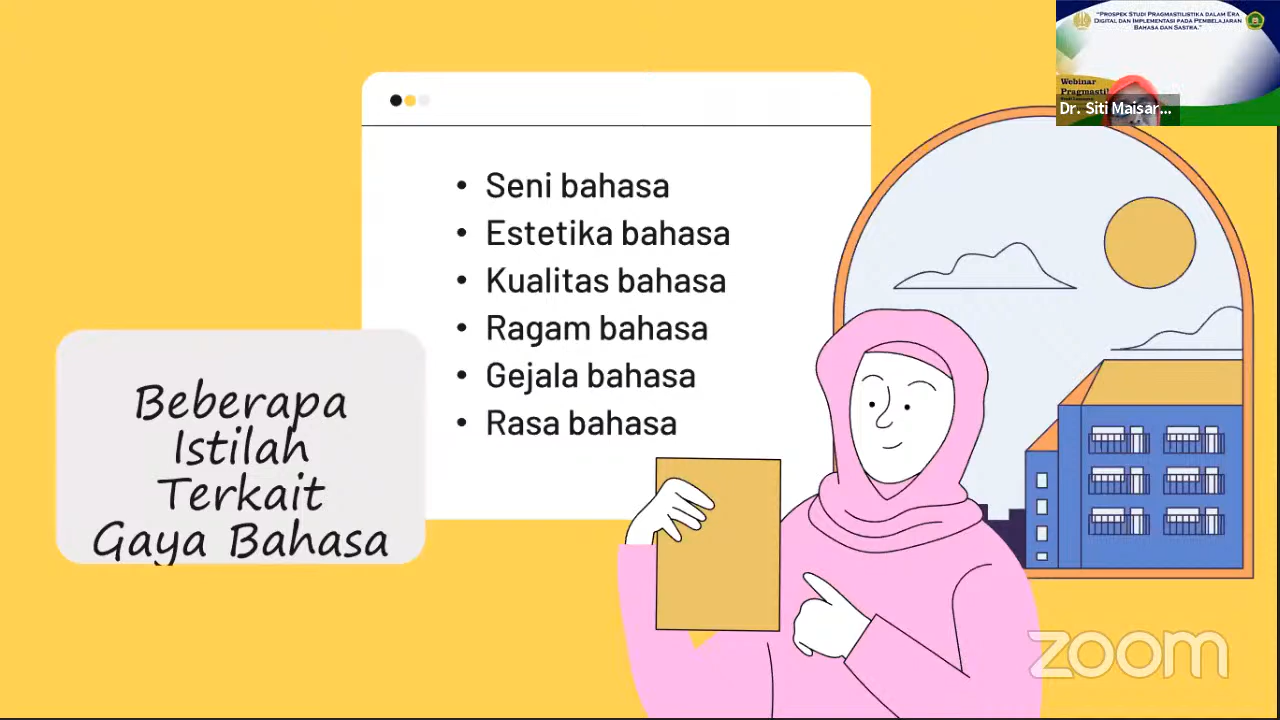 "PROSPEK STUDI PRAGMASTILISTIKA DALAM ERA
DIGITAL DAN IMPLEMENTASI PADA PEMBELAJARAN
BAHASA DAN SASTRA."
Webinar
Pragmasti
Dr. Siti Maisar...
Seni bahasa
Estetika bahasa
Kualitas bahasa
Ragam bahasa
Gejala bahasa
Rasa bahasa
Beberapa
Istilah
Terkait
Gaya Bahasa
zoom